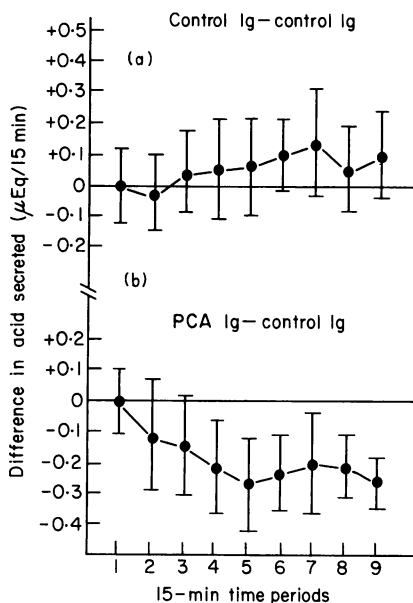 Control Ig–control Ig
(a)
+0·5
+0·4
+0·3
+0·2
+0·1
0
−0·1
−0·2
(b)
PCA Ig–control Ig
+0·2
+0·1
0
−0·1
−0·2
−0·3
−0·4
Difference in acid secreted (μEq/15 min)
1 2 3 4 5 6 7 8 9
15-min time periods